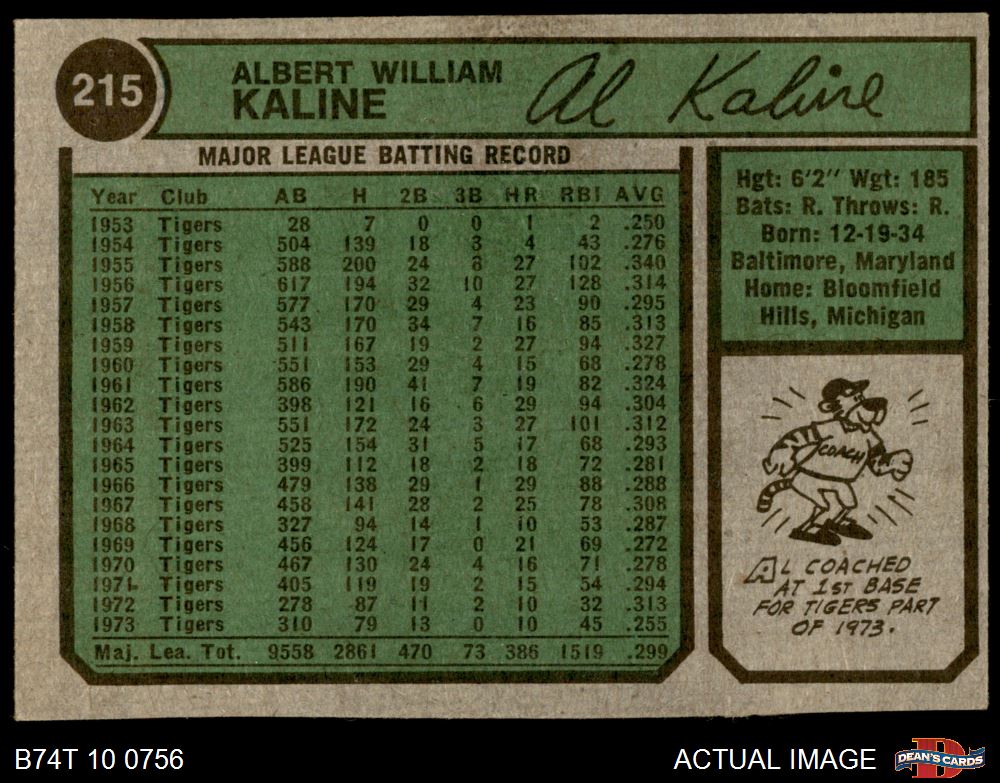 215
ALBERT WILLIAM
KALINE
Al Kaline
MAJOR LEAGUE BATTING RECORD
Year Club AB H 2B 3B HR RBI AVG
1953 Tigers 28 7 0 0 1 2 .250
1954 Tigers 504 139 18 3 4 43 .276
1955 Tigers 588 200 24 8 27 102 .340
1956 Tigers 617 194 32 10 27 128 .314
1957 Tigers 577 170 29 4 23 90 .295
1958 Tigers 543 170 34 7 16 85 .313
1959 Tigers 511 167 19 2 27 94 .327
1960 Tigers 551 153 29 4 15 68 .278
1961 Tigers 586 190 41 7 19 82 .324
1962 Tigers 398 121 16 6 29 94 .304
1963 Tigers 551 172 24 3 27 101 .312
1964 Tigers 525 154 31 5 17 68 .293
1965 Tigers 399 112 18 2 18 72 .281
1966 Tigers 479 138 29 1 29 88 .288
1967 Tigers 458 141 28 2 25 78 .308
1968 Tigers 327 94 14 1 10 53 .287
1969 Tigers 456 124 17 0 21 69 .272
1970 Tigers 467 130 24 4 16 71 .278
1971 Tigers 405 119 19 2 15 54 .294
1972 Tigers 278 87 11 2 10 32 .313
1973 Tigers 310 79 13 0 10 45 .255
Maj. Lea. Tot. 9558 2861 470 73 386 1519 .299
Hgt: 6'2" Wgt: 185
Bats: R. Throws: R.
Born: 12-19-34
Baltimore, Maryland
Home: Bloomfield
Hills, Michigan
COACH
AL COACHED
AT 1ST BASE
FOR TIGERS PART
OF 1973.
B74T 10 0756
ACTUAL IMAGE
D
DEAN'S CARDS